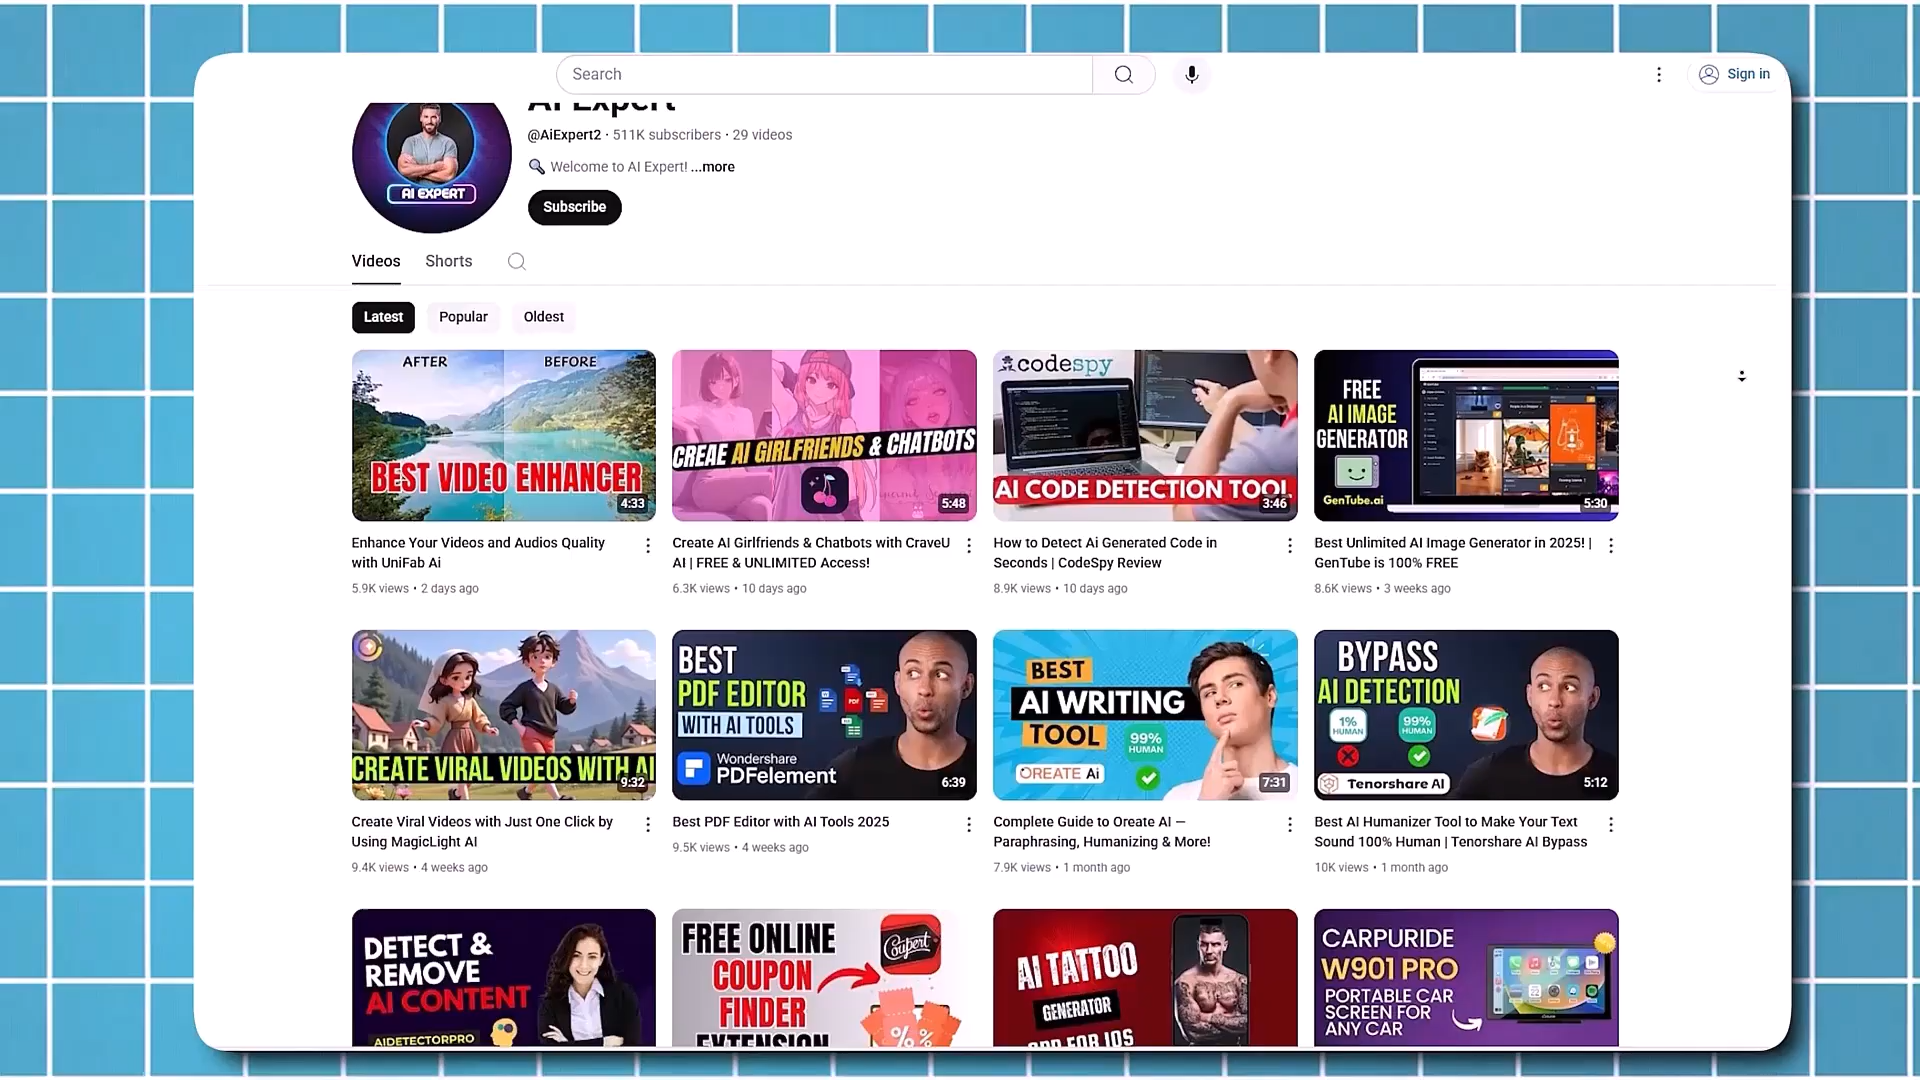 Search
Sign in
AI Expert
@AiExpert2 · 511K subscribers · 29 videos
Welcome to AI Expert! ...more
AI EXPERT
Subscribe
Videos
Shorts
Latest
Popular
Oldest
AFTER
BEFORE
BEST VIDEO ENHANCER
4:33
CREAE AI GIRLFRIENDS & CHATBOTS
5:48
codespy
AI CODE DETECTION TOOL
3:46
FREE
AI IMAGE
GENERATOR
GenTube.ai
5:30
Enhance Your Videos and Audios Quality
with UniFab Ai
5.9K views • 2 days ago
Create AI Girlfriends & Chatbots with CraveU
AI | FREE & UNLIMITED Access!
6.3K views • 10 days ago
How to Detect Ai Generated Code in
Seconds | CodeSpy Review
8.9K views • 10 days ago
Best Unlimited AI Image Generator in 2025! |
GenTube is 100% FREE
8.6K views • 3 weeks ago
CREATE VIRAL VIDEOS WITH AI
9:32
BEST
PDF EDITOR
WITH AI TOOLS
PDF
Wondershare
PDFelement
6:39
BEST
AI WRITING
TOOL
99%
HUMAN
OREATE Ai
7:31
BYPASS
AI DETECTION
1%
HUMAN
99%
HUMAN
Tenorshare AI
5:12
Create Viral Videos with Just One Click by
Using MagicLight AI
9.4K views • 4 weeks ago
Best PDF Editor with AI Tools 2025
9.5K views • 4 weeks ago
Complete Guide to Oreate AI —
Paraphrasing, Humanizing & More!
7.9K views • 1 month ago
Best AI Humanizer Tool to Make Your Text
Sound 100% Human | Tenorshare AI Bypass
10K views • 1 month ago
DETECT &
REMOVE
AI CONTENT
AIDETECTORPRO
FREE ONLINE
COUPON
FINDER
EXTENSION
Coupert
% %
AI TATTOO
GENERATOR
APP FOR IOS
CARPURIDE
W901 PRO
PORTABLE CAR
SCREEN FOR
ANY CAR